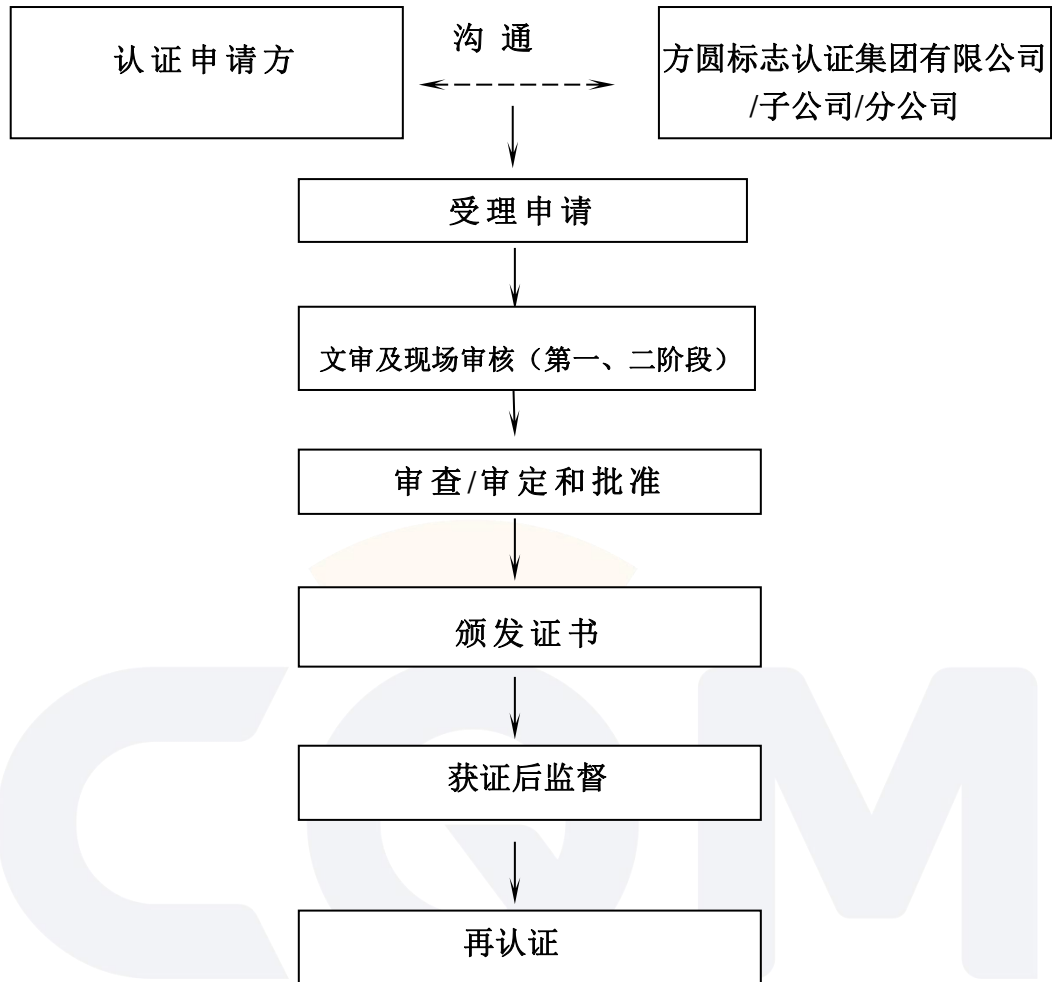 认证申请方
沟通
方圆标志认证集团有限公司
/子公司/分公司
受理申请
文审及现场审核（第一、二阶段）
审查/审定和批准
颁发证书
获证后监督
再认证
CQM